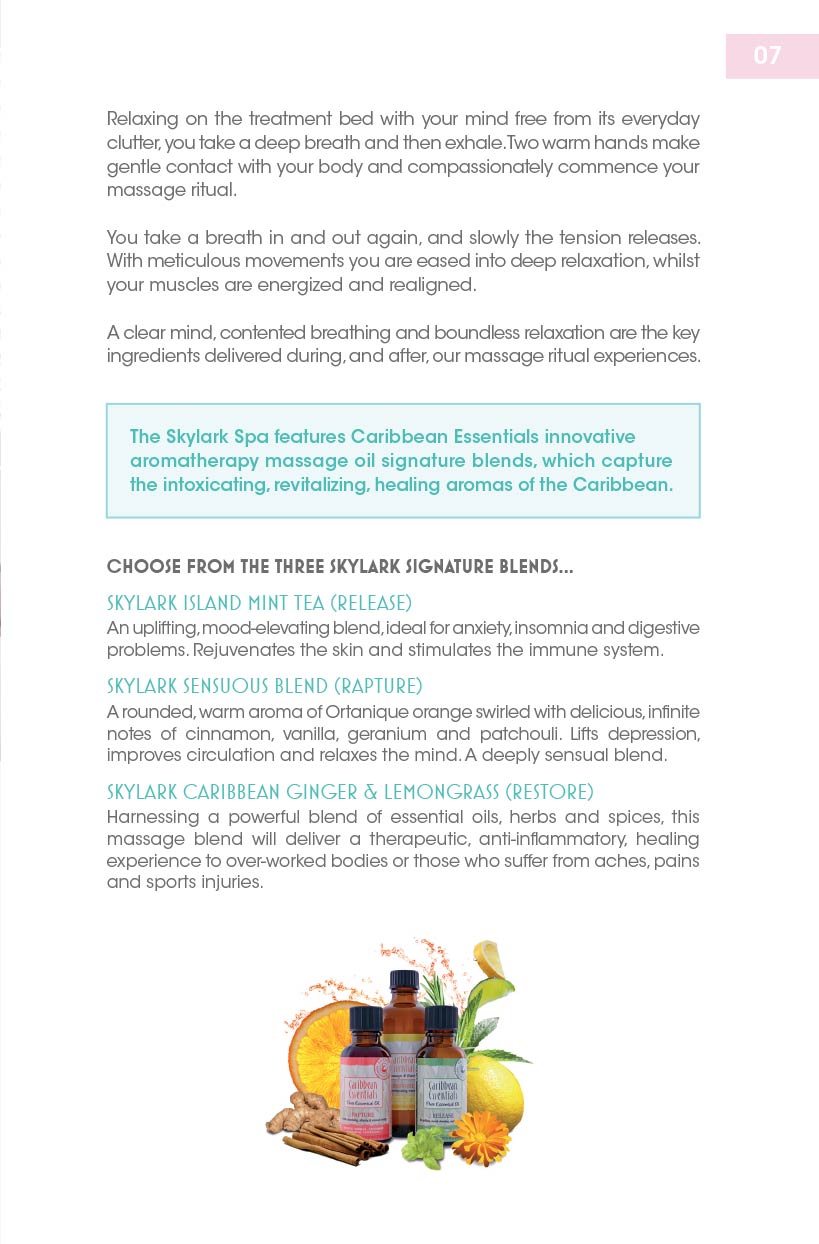 07
Relaxing on the treatment bed with your mind free from its everyday
clutter, you take a deep breath and then exhale. Two warm hands make
gentle contact with your body and compassionately commence your
massage ritual.
You take a breath in and out again, and slowly the tension releases.
With meticulous movements you are eased into deep relaxation, whilst
your muscles are energized and realigned.
A clear mind, contented breathing and boundless relaxation are the key
ingredients delivered during, and after, our massage ritual experiences.
The Skylark Spa features Caribbean Essentials innovative
aromatherapy massage oil signature blends, which capture
the intoxicating, revitalizing, healing aromas of the Caribbean.
CHOOSE FROM THE THREE SKYLARK SIGNATURE BLENDS...
SKYLARK ISLAND MINT TEA (RELEASE)
An uplifting, mood-elevating blend, ideal for anxiety, insomnia and digestive
problems. Rejuvenates the skin and stimulates the immune system.
SKYLARK SENSUOUS BLEND (RAPTURE)
A rounded, warm aroma of Ortanique orange swirled with delicious, infinite
notes of cinnamon, vanilla, geranium and patchouli. Lifts depression,
improves circulation and relaxes the mind. A deeply sensual blend.
SKYLARK CARIBBEAN GINGER & LEMONGRASS (RESTORE)
Harnessing a powerful blend of essential oils, herbs and spices, this
massage blend will deliver a therapeutic, anti-inflammatory, healing
experience to over-worked bodies or those who suffer from aches, pains
and sports injuries.
Caribbean
Essentials
Pure Essential Oil
RAPTURE
Caribbean
Essentials
Pure Essential Oil
RELEASE